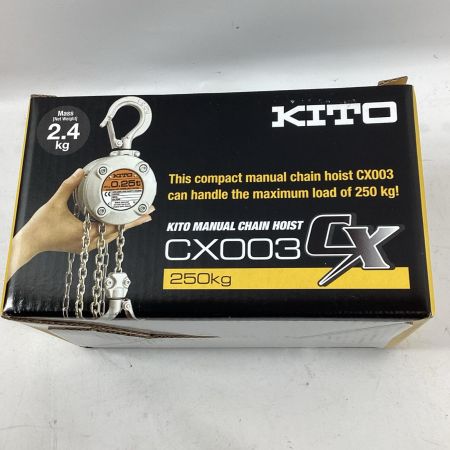 Mass
[Net Weight]
2.4
kg
KITO
KITO
0.25t
This compact manual chain hoist CX003
can handle the maximum load of 250 kg!
KITO MANUAL CHAIN HOIST
CX003 CX
250kg